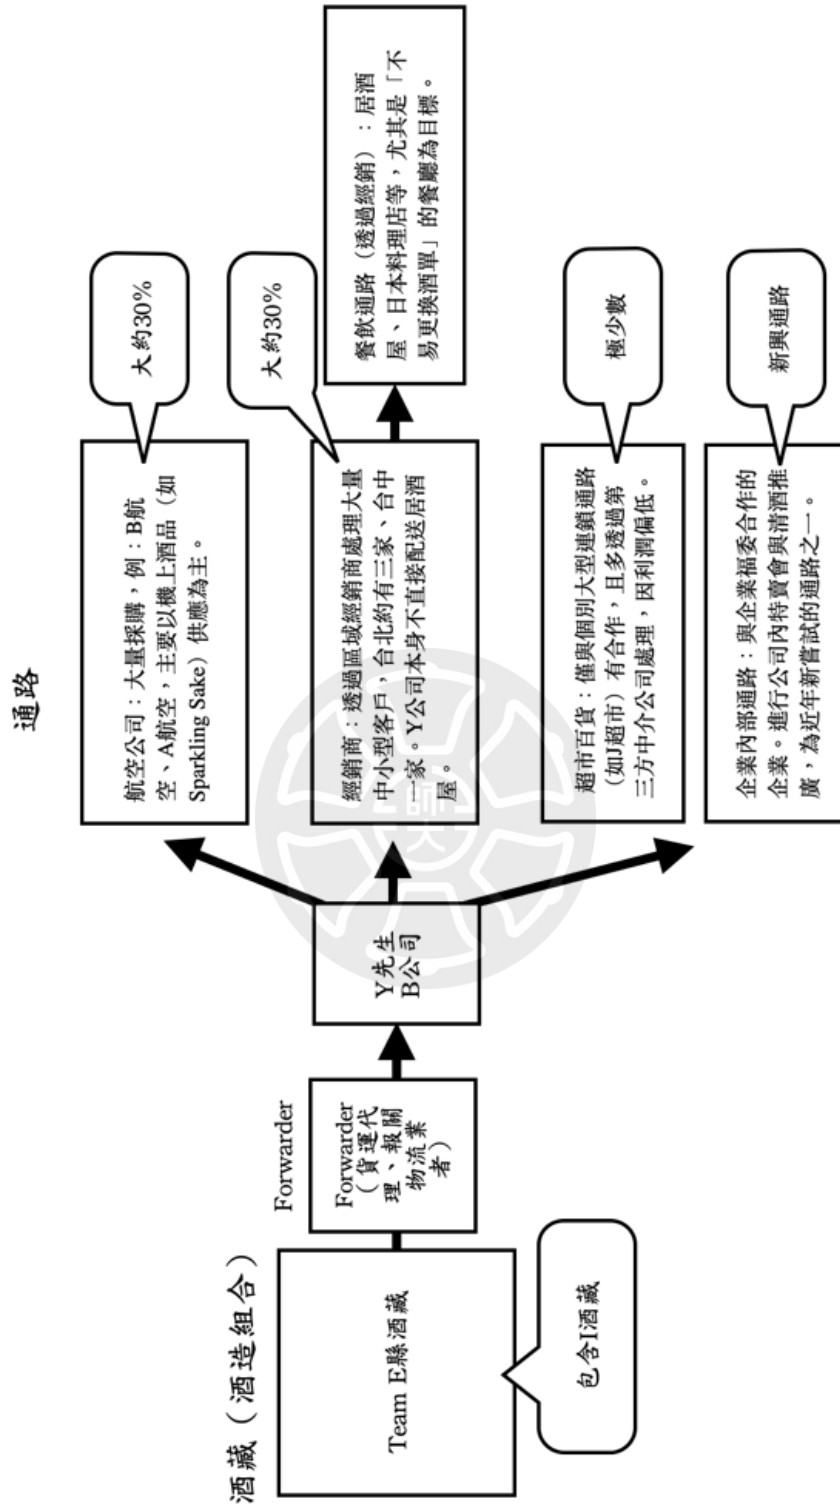 酒藏（酒造組合）
Team E縣酒藏
包含I酒藏
Forwarder
Forwarder
（貨運代
理、報關
物流業
者）
Y先生
B公司
通路
航空公司：大量採購，例：B航
空、A航空，主要以機上酒品（如
Sparkling Sake）供應為主。
大約30%
經銷商：透過區域經銷商處理大量
中小型客戶，台北約有三家、台中
一家。Y公司本身不直接配送居酒
屋。
大約30%
餐飲通路（透過經銷）：居酒
屋、日本料理店等，尤其是「不
易更換酒單」的餐廳為目標。
超市百貨：僅與個別大型連鎖通路
（如J超市）有合作，且多透過第
三方中介公司處理，因利潤偏低。
極少數
企業內部通路：與企業福委合作的
企業。進行公司內特賣會與清酒推
廣，為近年新嘗試的通路之一。
新興通路
師大